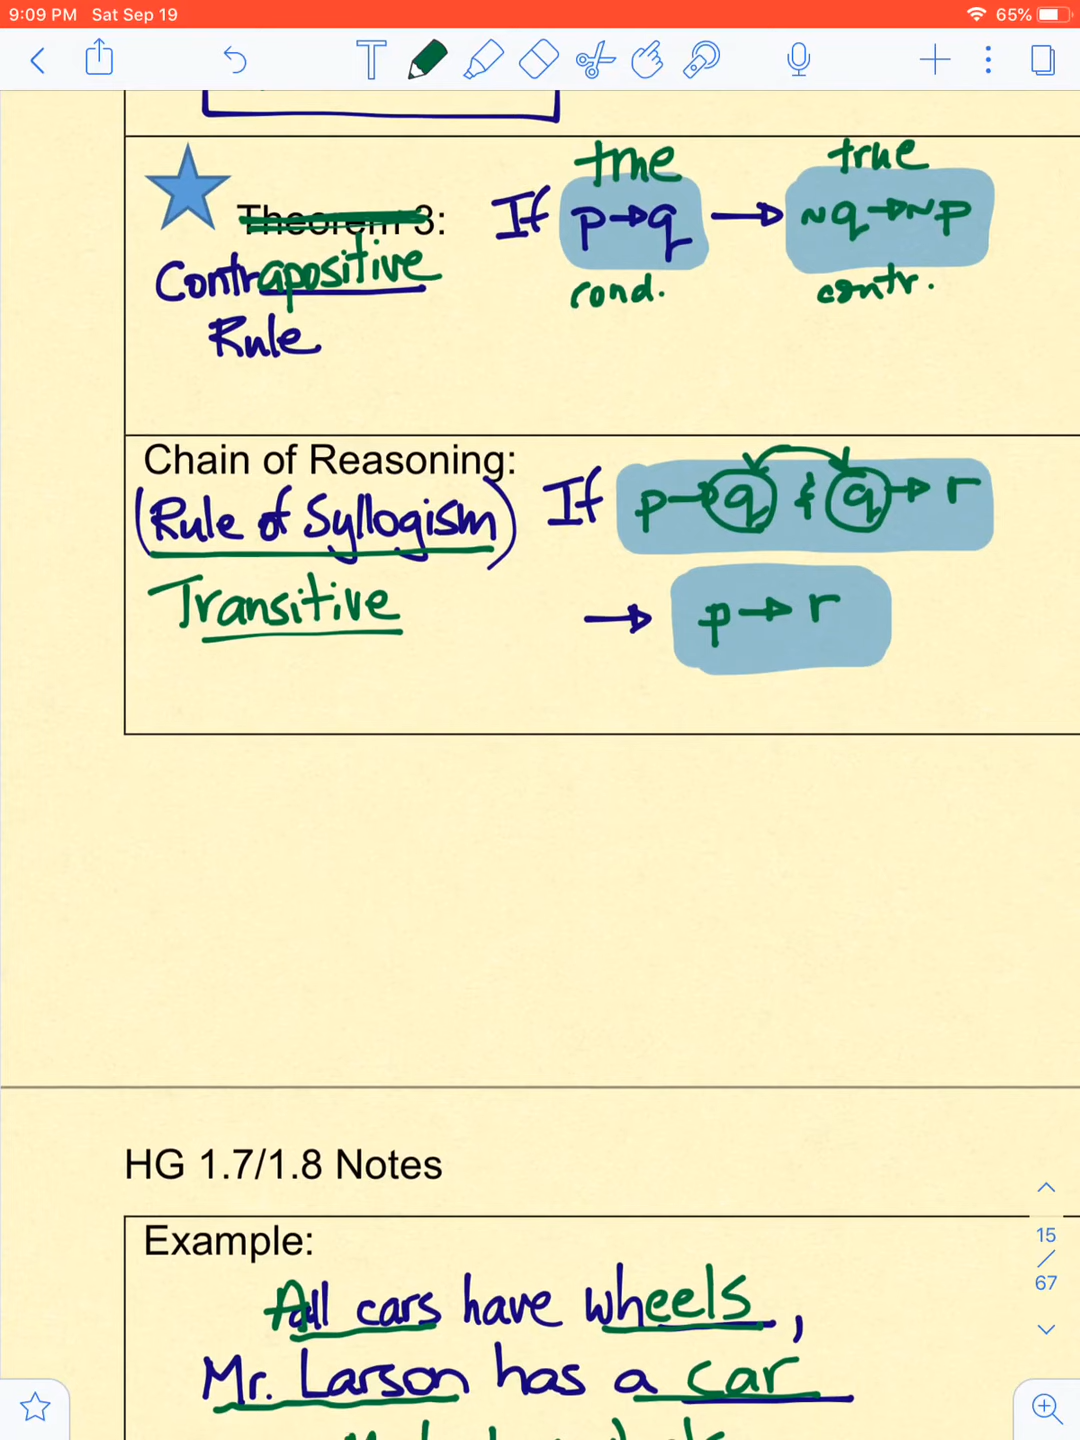 9:09 PM Sat Sep 19 65%
true true
Theorem 3: If p→q → ~q→~p
Contrapositive cond. contr.
Rule
Chain of Reasoning: If p→q & q→r
(Rule of Syllogism)
Transitive → p→r
HG 1.7/1.8 Notes
15
/
67
Example:
All cars have wheels,
Mr. Larson has a car